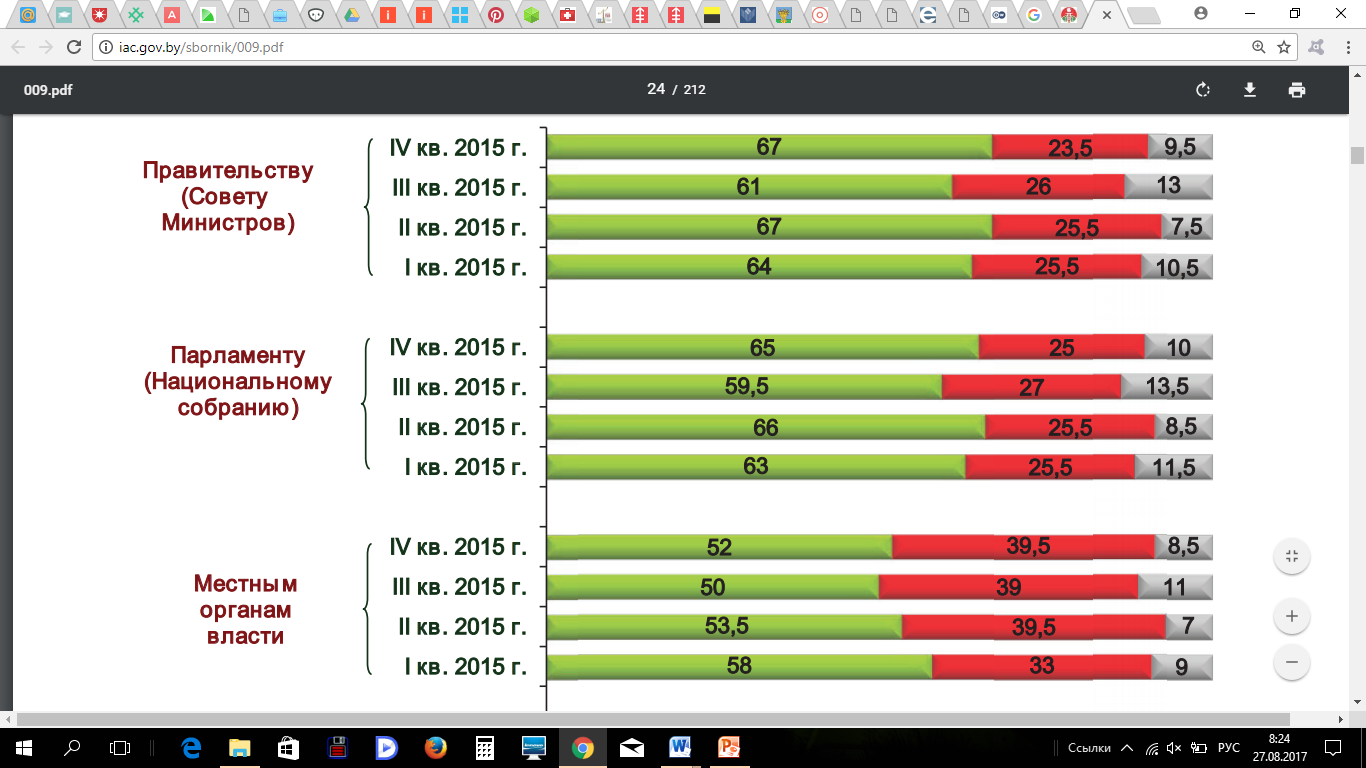 iac.gov.by/sbornik/009.pdf
009.pdf
24 / 212
Правительству
(Совету
Министров)
IV кв. 2015 г. 67 23,5 9,5
III кв. 2015 г. 61 26 13
II кв. 2015 г. 67 25,5 7,5
I кв. 2015 г. 64 25,5 10,5
Парламенту
(Национальному
собранию)
IV кв. 2015 г. 65 25 10
III кв. 2015 г. 59,5 27 13,5
II кв. 2015 г. 66 25,5 8,5
I кв. 2015 г. 63 25,5 11,5
Местным
органам
власти
IV кв. 2015 г. 52 39,5 8,5
III кв. 2015 г. 50 39 11
II кв. 2015 г. 53,5 39,5 7
I кв. 2015 г. 58 33 9
Ссылки
РУС
8:24
27.08.2017